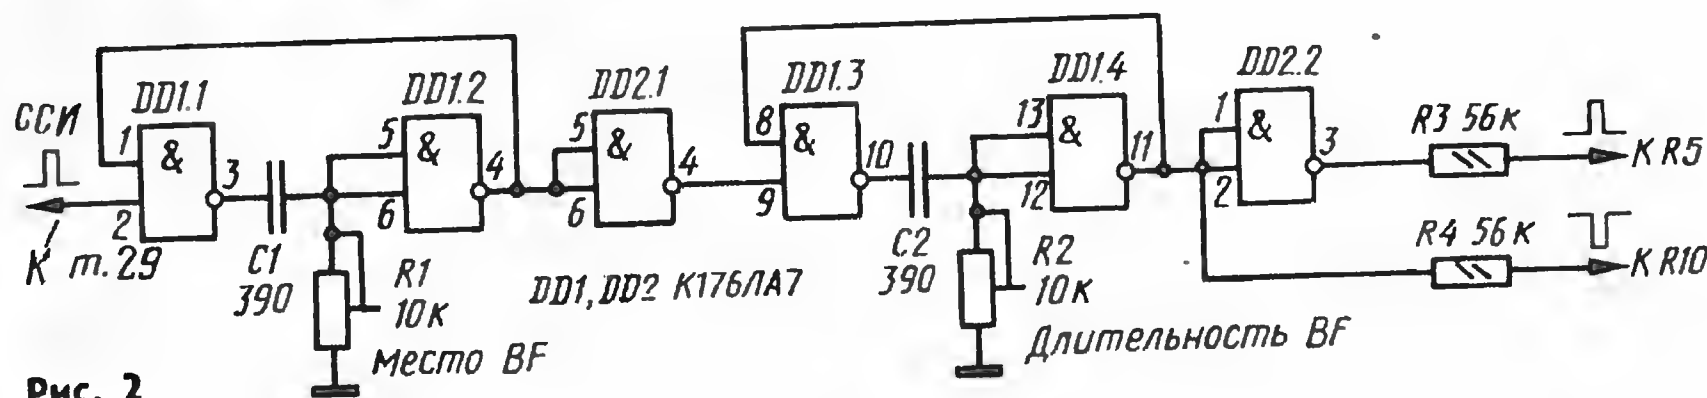 ССИ
DD1.1
DD1.2
DD2.1
DD1.3
DD1.4
DD2.2
1
2
&
3
5
6
&
4
5
6
&
4
8
9
&
10
13
12
&
11
1
2
&
3
R3 56к
К R5
R4 56к
К R10
К т.29
C1
390
R1
10к
Место BF
DD1, DD2 К176ЛА7
C2
390
R2
10к
Длительность BF
Рис. 2